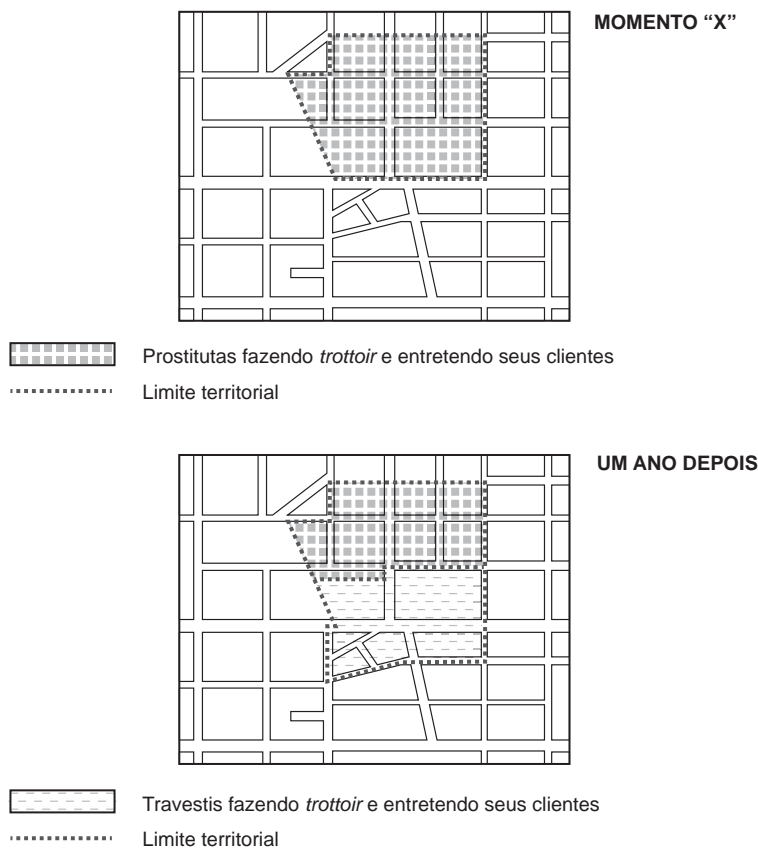 MOMENTO “X”
Prostitutas fazendo trottoir e entretendo seus clientes
Limite territorial
UM ANO DEPOIS
Travestis fazendo trottoir e entretendo seus clientes
Limite territorial